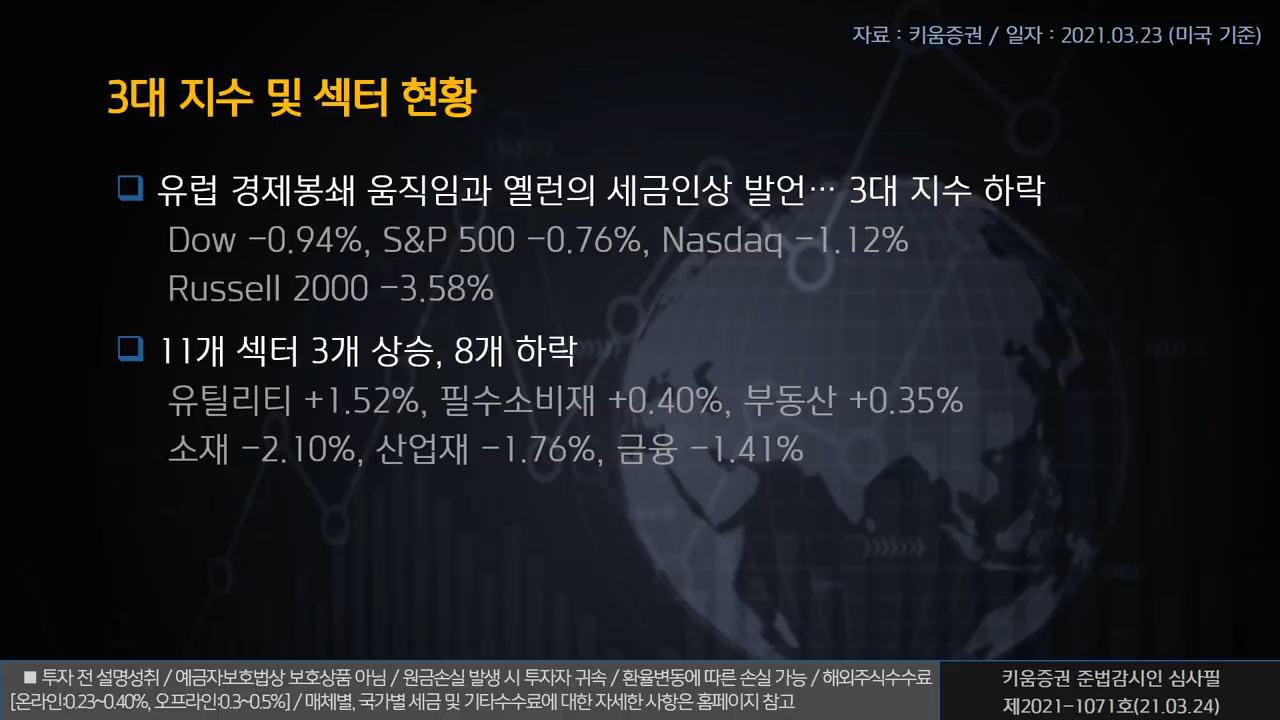 자료 : 키움증권 / 일자 : 2021.03.23 (미국 기준)
3대 지수 및 섹터 현황
❑ 유럽 경제봉쇄 움직임과 옐런의 세금인상 발언… 3대 지수 하락
Dow -0.94%, S&P 500 -0.76%, Nasdaq -1.12%
Russell 2000 -3.58%
❑ 11개 섹터 3개 상승, 8개 하락
유틸리티 +1.52%, 필수소비재 +0.40%, 부동산 +0.35%
소재 -2.10%, 산업재 -1.76%, 금융 -1.41%
■ 투자 전 설명성취 / 예금자보호법상 보호상품 아님 / 원금손실 발생 시 투자자 귀속 / 환율변동에 따른 손실 가능 / 해외주식수수료
[온라인:0.23~0.40%, 오프라인:0.3~0.5%] / 매체별, 국가별 세금 및 기타수수료에 대한 자세한 사항은 홈페이지 참고
키움증권 준법감시인 심사필
제2021-1071호(21.03.24)